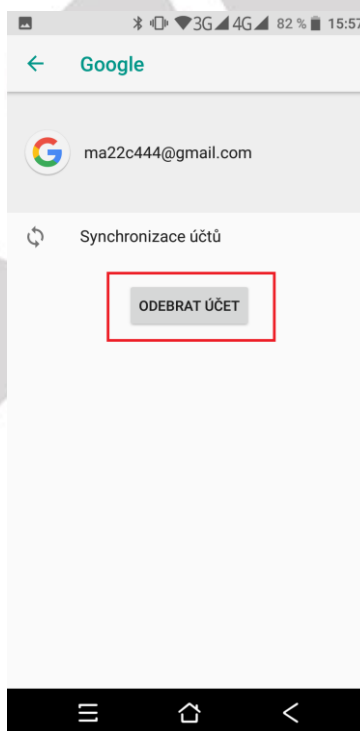 3G 4G 82 % 15:57
Google
ma22c444@gmail.com
Synchronizace účtů
ODEBRAT ÚČET